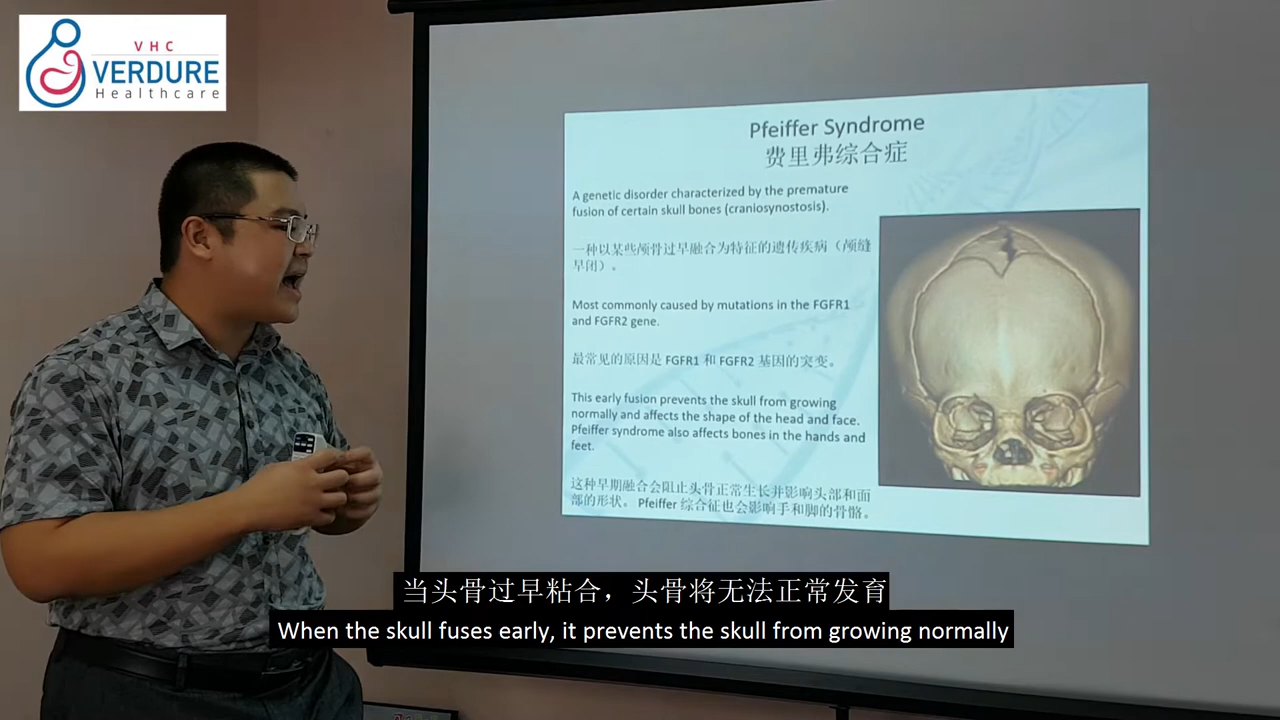 VHC
VERDURE
Healthcare
Pfeiffer Syndrome
费里弗综合症
A genetic disorder characterized by the premature
fusion of certain skull bones (craniosynostosis).
一种以某些颅骨过早融合为特征的遗传疾病（颅缝
早闭）。
Most commonly caused by mutations in the FGFR1
and FGFR2 gene.
最常见的原因是 FGFR1 和 FGFR2 基因的突变。
This early fusion prevents the skull from growing
normally and affects the shape of the head and face.
Pfeiffer syndrome also affects bones in the hands and
feet.
这种早期融合会阻止头骨正常生长并影响头部和面
部的形状。 Pfeiffer 综合征也会影响手和脚的骨骼。
当头骨过早粘合，头骨将无法正常发育
When the skull fuses early, it prevents the skull from growing normally